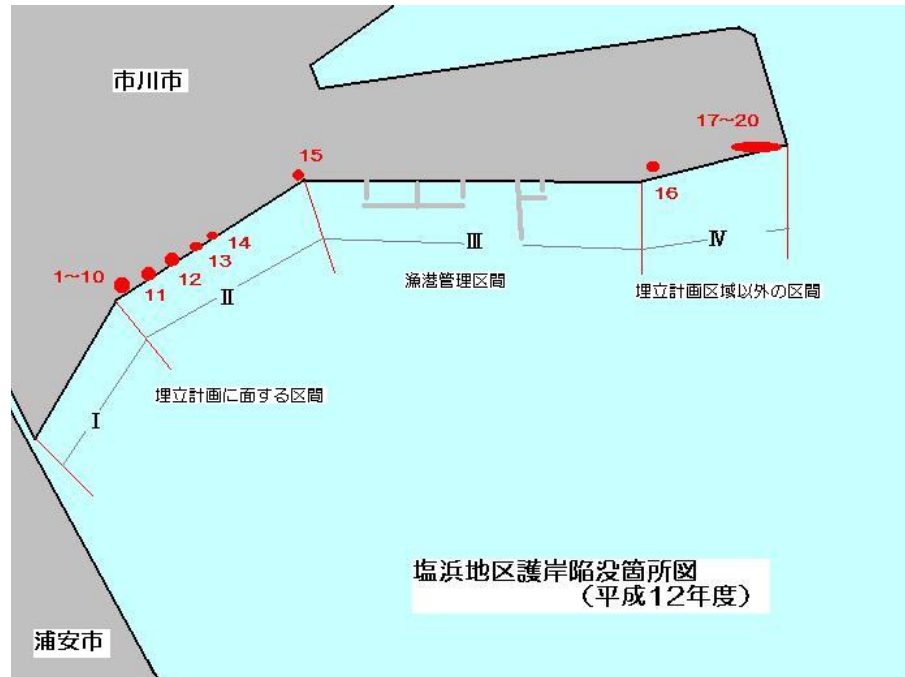 市川市
17~20
15
16
14
13
12
11
1~10
Ⅲ
Ⅳ
Ⅱ
漁港管理区間
埋立計画区域以外の区間
埋立計画に面する区間
Ⅰ
塩浜地区護岸陥没箇所図
(平成12年度)
浦安市